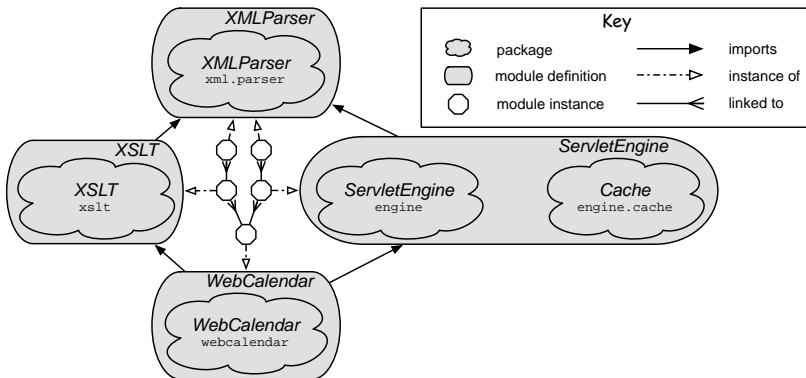 XMLParser
XMLParser
xml.parser
Key
package
imports
module definition
instance of
module instance
linked to
XSLT
XSLT
xslt
ServletEngine
ServletEngine
engine
Cache
engine.cache
WebCalendar
WebCalendar
webcalendar